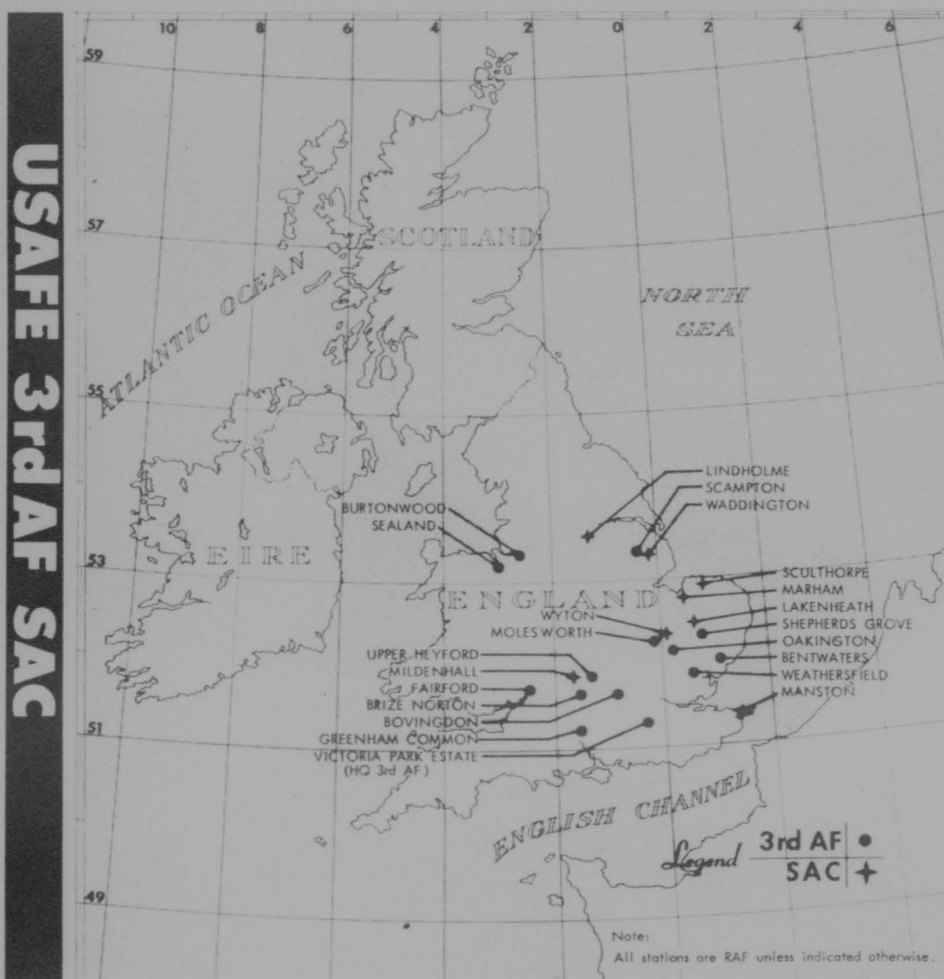 USAFE 3rd AF SAC
10 8 6 4 2 0 2 4 6
59
57
55
53
51
49
SCOTLAND
ATLANTIC OCEAN
NORTH
SEA
EIRE
ENGLAND
ENGLISH CHANNEL
LINDHOLME
SCAMPTON
WADDINGTON
BURTONWOOD
SEALAND
SCULTHORPE
MARHAM
LAKENHEATH
SHEPHERDS GROVE
OAKINGTON
BENTWATERS
WEATHERSFIELD
MANSTON
WYTON
MOLESWORTH
UPPER HEYFORD
MILDENHALL
FAIRFORD
BRIZE NORTON
BOVINGDON
GREENHAM COMMON
VICTORIA PARK ESTATE
(HQ 3rd AF)
Legend 3rd AF
SAC
Note:
All stations are RAF unless indicated otherwise.